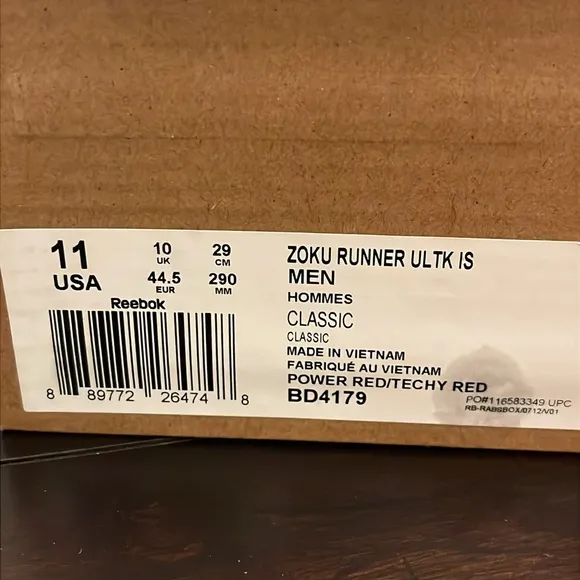 11
USA
10
UK
29
CM
44.5
EUR
290
MM
Reebok
8 89772 26474 8
ZOKU RUNNER ULTK IS
MEN
HOMMES
CLASSIC
CLASSIC
MADE IN VIETNAM
FABRIQUÉ AU VIETNAM
POWER RED/TECHY RED
BD4179
PO#116583349 UPC
RB-RABSBOX/0712/V01